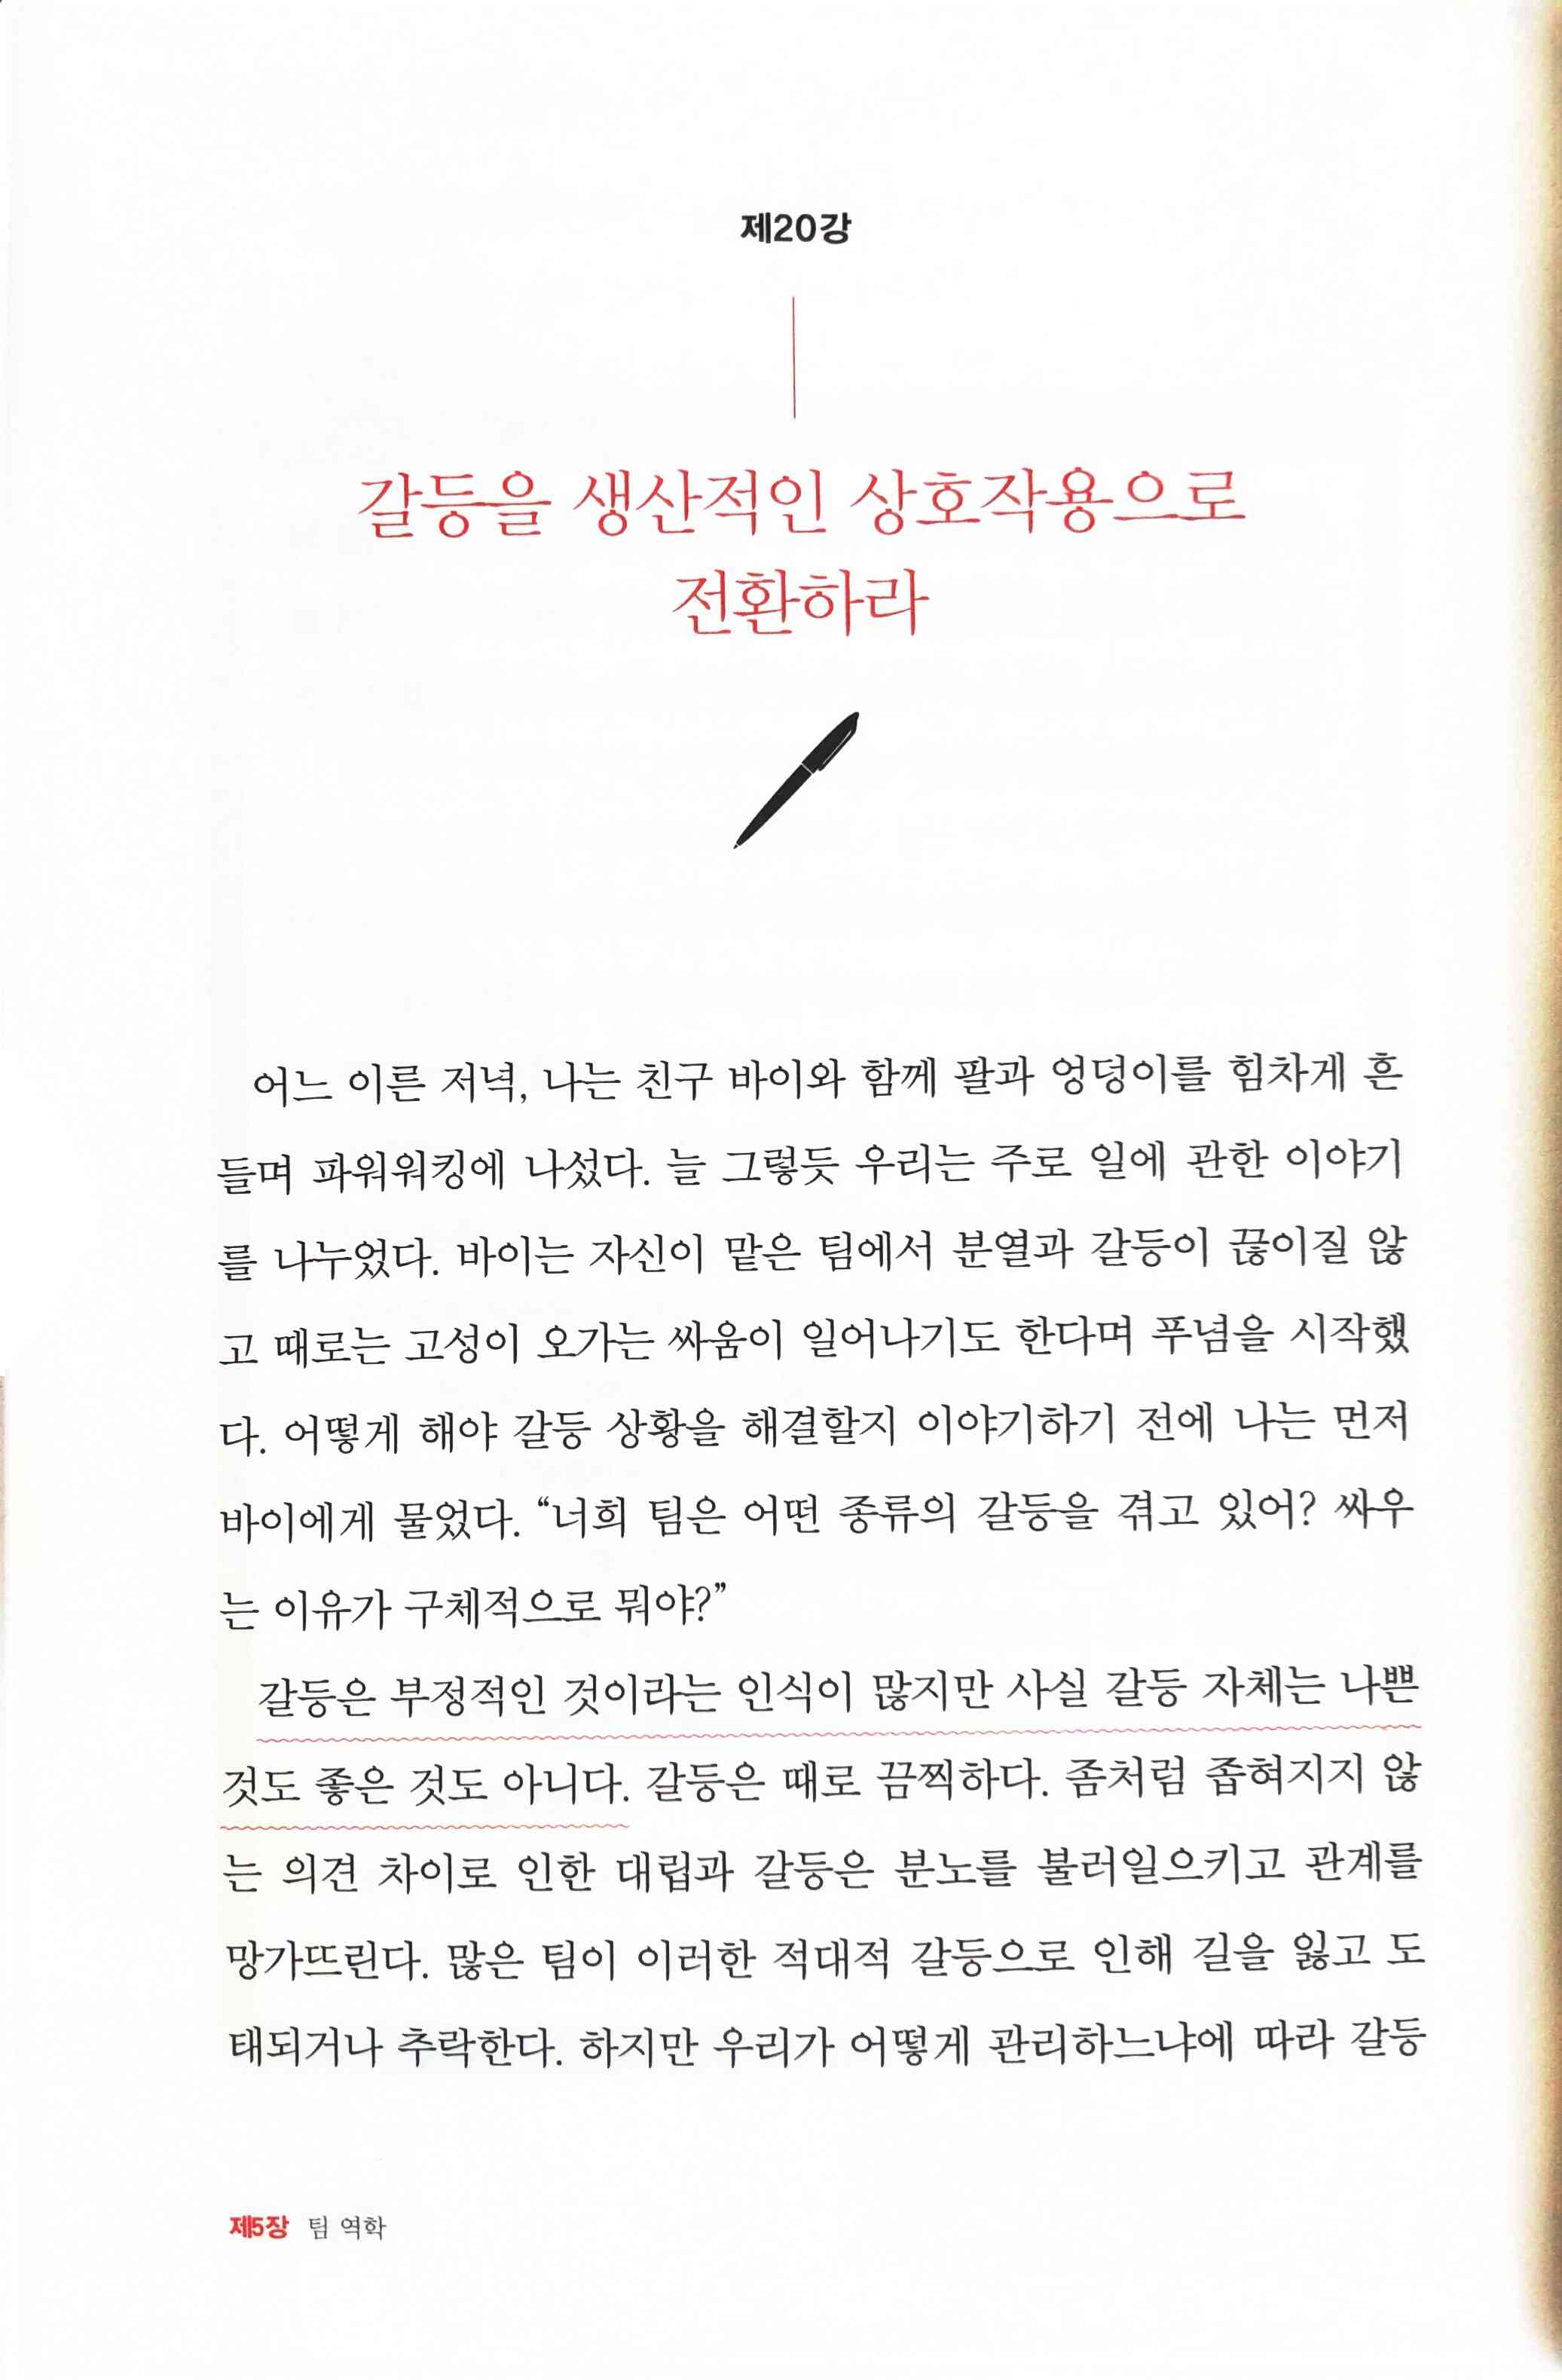 제20강
갈등을 생산적인 상호작용으로
전환하라
어느 이른 저녁, 나는 친구 바이와 함께 팔과 엉덩이를 힘차게 흔
들며 파워워킹에 나섰다. 늘 그렇듯 우리는 주로 일에 관한 이야기
를 나누었다. 바이는 자신이 맡은 팀에서 분열과 갈등이 끊이질 않
고 때로는 고성이 오가는 싸움이 일어나기도 한다며 푸념을 시작했
다. 어떻게 해야 갈등 상황을 해결할지 이야기하기 전에 나는 먼저
바이에게 물었다. “너희 팀은 어떤 종류의 갈등을 겪고 있어? 싸우
는 이유가 구체적으로 뭐야?”
갈등은 부정적인 것이라는 인식이 많지만 사실 갈등 자체는 나쁜
것도 좋은 것도 아니다. 갈등은 때로 끔찍하다. 좀처럼 좁혀지지 않
는 의견 차이로 인한 대립과 갈등은 분노를 불러일으키고 관계를
망가뜨린다. 많은 팀이 이러한 적대적 갈등으로 인해 길을 잃고 도
태되거나 추락한다. 하지만 우리가 어떻게 관리하느냐에 따라 갈등
제5장 팀 역학